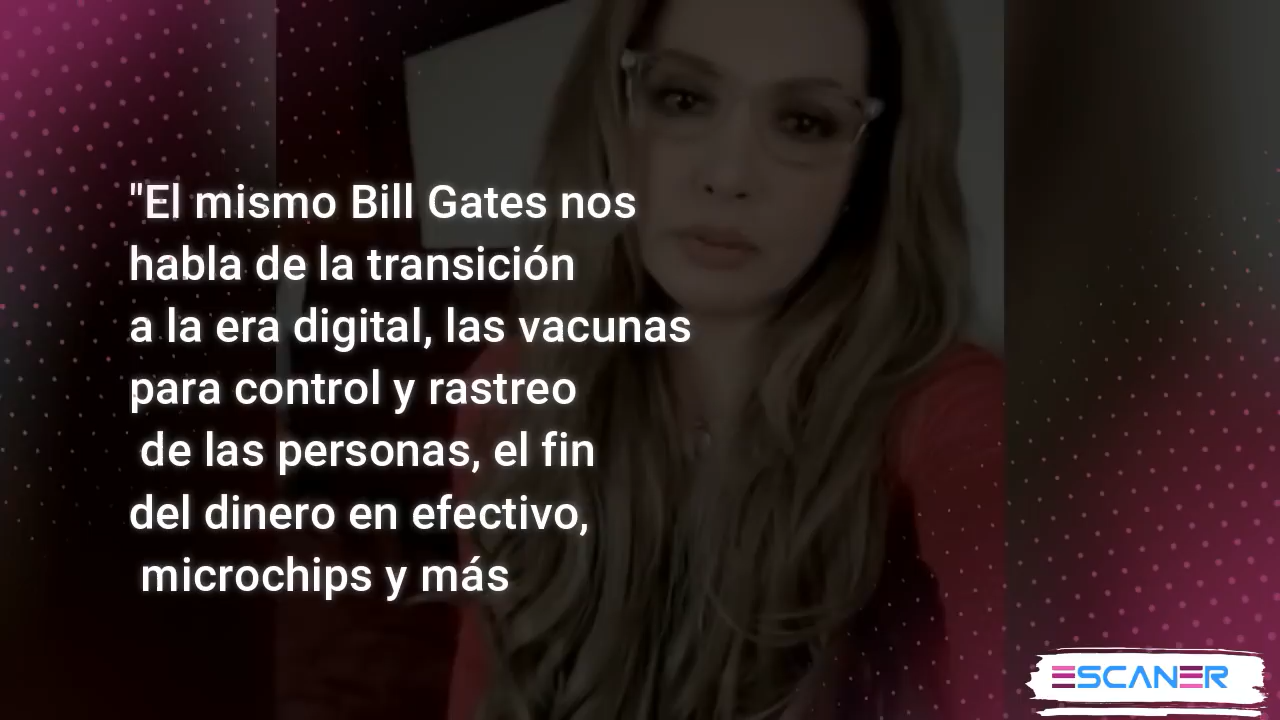 "El mismo Bill Gates nos
habla de la transición
a la era digital, las vacunas
para control y rastreo
de las personas, el fin
del dinero en efectivo,
microchips y más
ESCANER